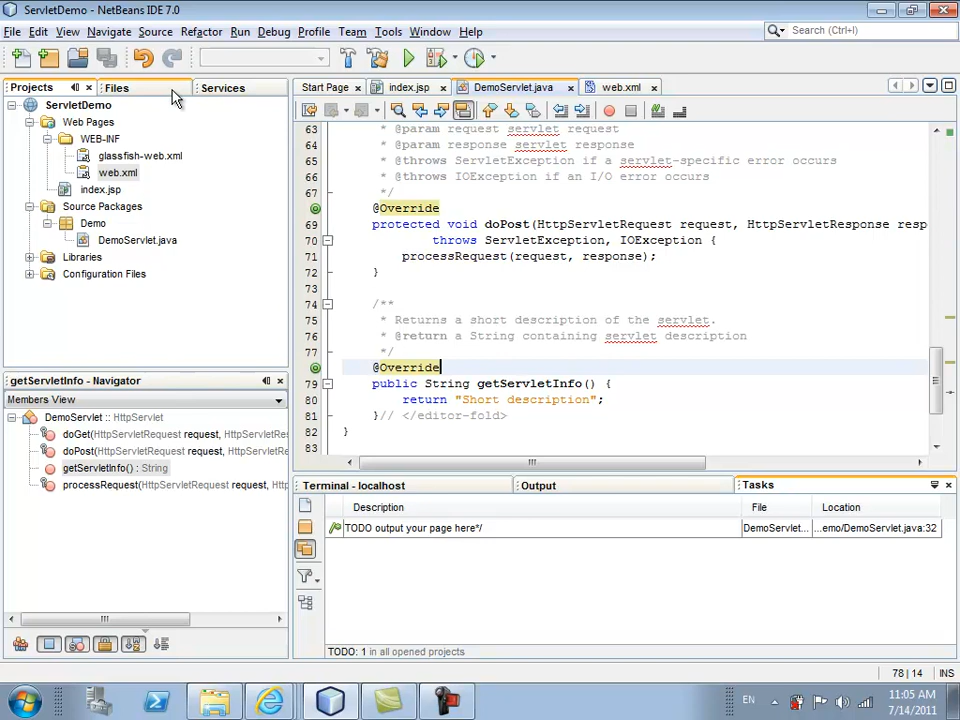 ServletDemo - NetBeans IDE 7.0
File Edit View Navigate Source Refactor Run Debug Profile Team Tools Window Help
Search (Ctrl+I)
Projects Files Services
Start Page index.jsp DemoServlet.java web.xml
ServletDemo
Web Pages
WEB-INF
glassfish-web.xml
web.xml
index.jsp
Source Packages
Demo
DemoServlet.java
Libraries
Configuration Files
63 * @param request servlet request
64 * @param response servlet response
65 * @throws ServletException if a servlet-specific error occurs
66 * @throws IOException if an I/O error occurs
67 */
@Override
69 protected void doPost(HttpServletRequest request, HttpServletResponse resp
70 throws ServletException, IOException {
71 processRequest(request, response);
72 }
73
74 /**
75 * Returns a short description of the servlet.
76 * @return a String containing servlet description
77 */
@Override
79 public String getServletInfo() {
80 return "Short description";
81 }// </editor-fold>
82 }
83
getServletInfo - Navigator
Members View
DemoServlet :: HttpServlet
doGet(HttpServletRequest request, HttpServletRes
doPost(HttpServletRequest request, HttpServletRe
getServletInfo() : String
processRequest(HttpServletRequest request, Http
Terminal - localhost Output Tasks
Description File Location
TODO output your page here*/ DemoServlet... ...emo/DemoServlet.java:32
TODO: 1 in all opened projects
78 | 14 INS
EN
11:05 AM
7/14/2011